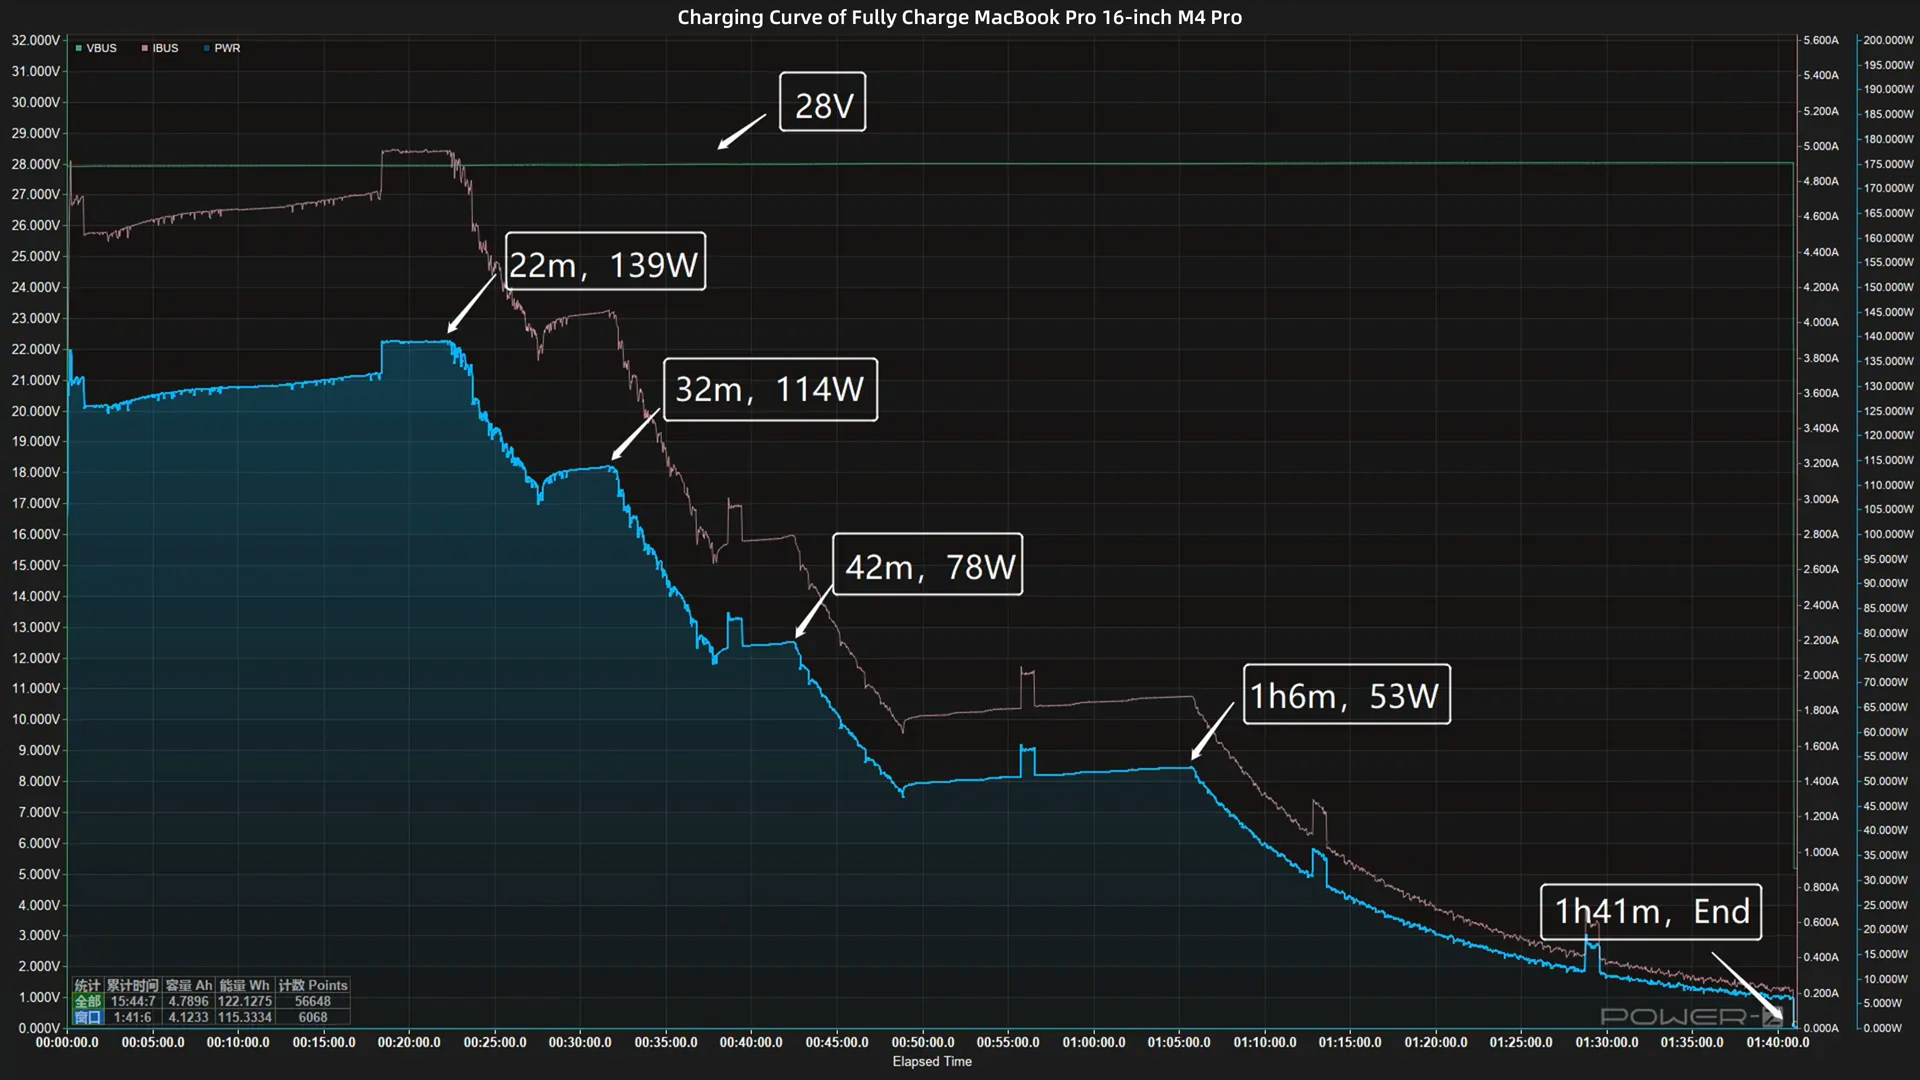 Charging Curve of Fully Charge MacBook Pro 16-inch M4 Pro
VBUS IBUS PWR
32.000V
31.000V
30.000V
29.000V
28.000V
27.000V
26.000V
25.000V
24.000V
23.000V
22.000V
21.000V
20.000V
19.000V
18.000V
17.000V
16.000V
15.000V
14.000V
13.000V
12.000V
11.000V
10.000V
9.000V
8.000V
7.000V
6.000V
5.000V
4.000V
3.000V
2.000V
1.000V
0.000V
28V
22m, 139W
32m, 114W
42m, 78W
1h6m, 53W
1h41m, End
5.600A
5.400A
5.200A
5.000A
4.800A
4.600A
4.400A
4.200A
4.000A
3.800A
3.600A
3.400A
3.200A
3.000A
2.800A
2.600A
2.400A
2.200A
2.000A
1.800A
1.600A
1.400A
1.200A
1.000A
0.800A
0.600A
0.400A
0.200A
0.000A
200.000W
195.000W
190.000W
185.000W
180.000W
175.000W
170.000W
165.000W
160.000W
155.000W
150.000W
145.000W
140.000W
135.000W
130.000W
125.000W
120.000W
115.000W
110.000W
105.000W
100.000W
95.000W
90.000W
85.000W
80.000W
75.000W
70.000W
65.000W
60.000W
55.000W
50.000W
45.000W
40.000W
35.000W
30.000W
25.000W
20.000W
15.000W
10.000W
5.000W
0.000W
统计 累计时间 容量 Ah 能量 Wh 计数 Points
全部 15:44:7 4.7896 122.1275 56648
窗口 1:41:6 4.1233 115.3334 6068
POWER-Z
00:00:00.0 00:05:00.0 00:10:00.0 00:15:00.0 00:20:00.0 00:25:00.0 00:30:00.0 00:35:00.0 00:40:00.0 00:45:00.0 00:50:00.0 00:55:00.0 01:00:00.0 01:05:00.0 01:10:00.0 01:15:00.0 01:20:00.0 01:25:00.0 01:30:00.0 01:35:00.0 01:40:00.0
Elapsed Time